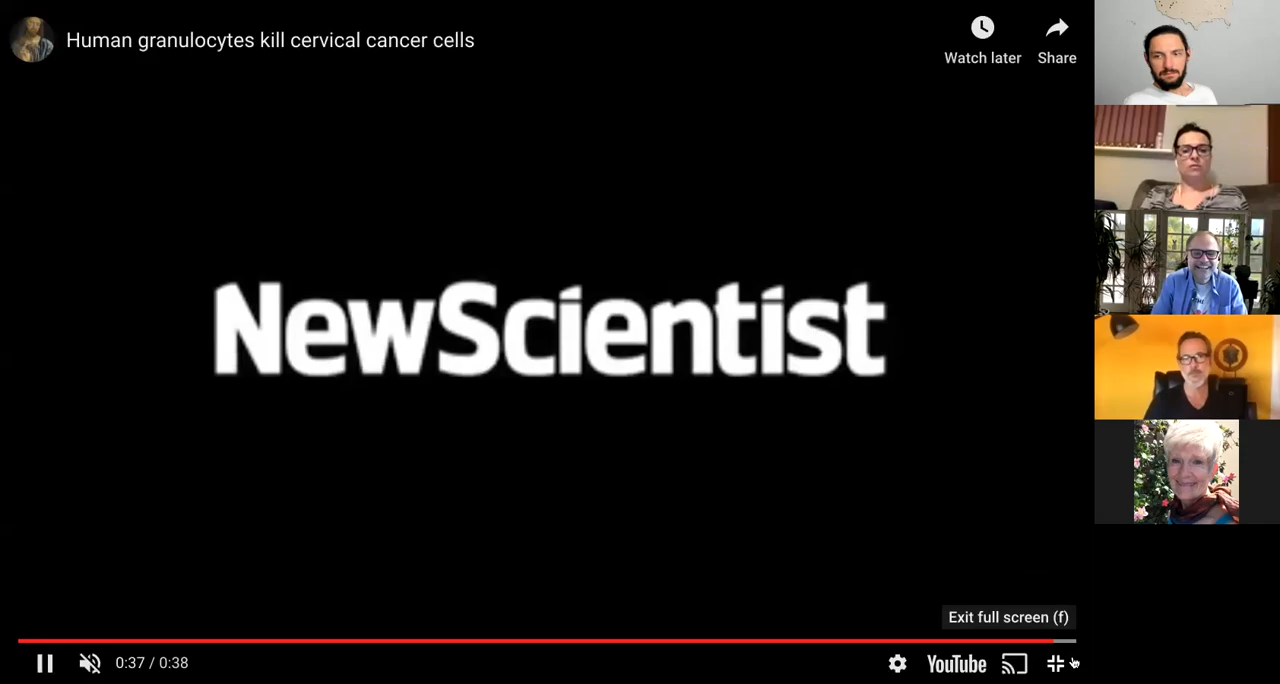 Human granulocytes kill cervical cancer cells
Watch later
Share
NewScientist
Exit full screen (f)
0:37 / 0:38
YouTube